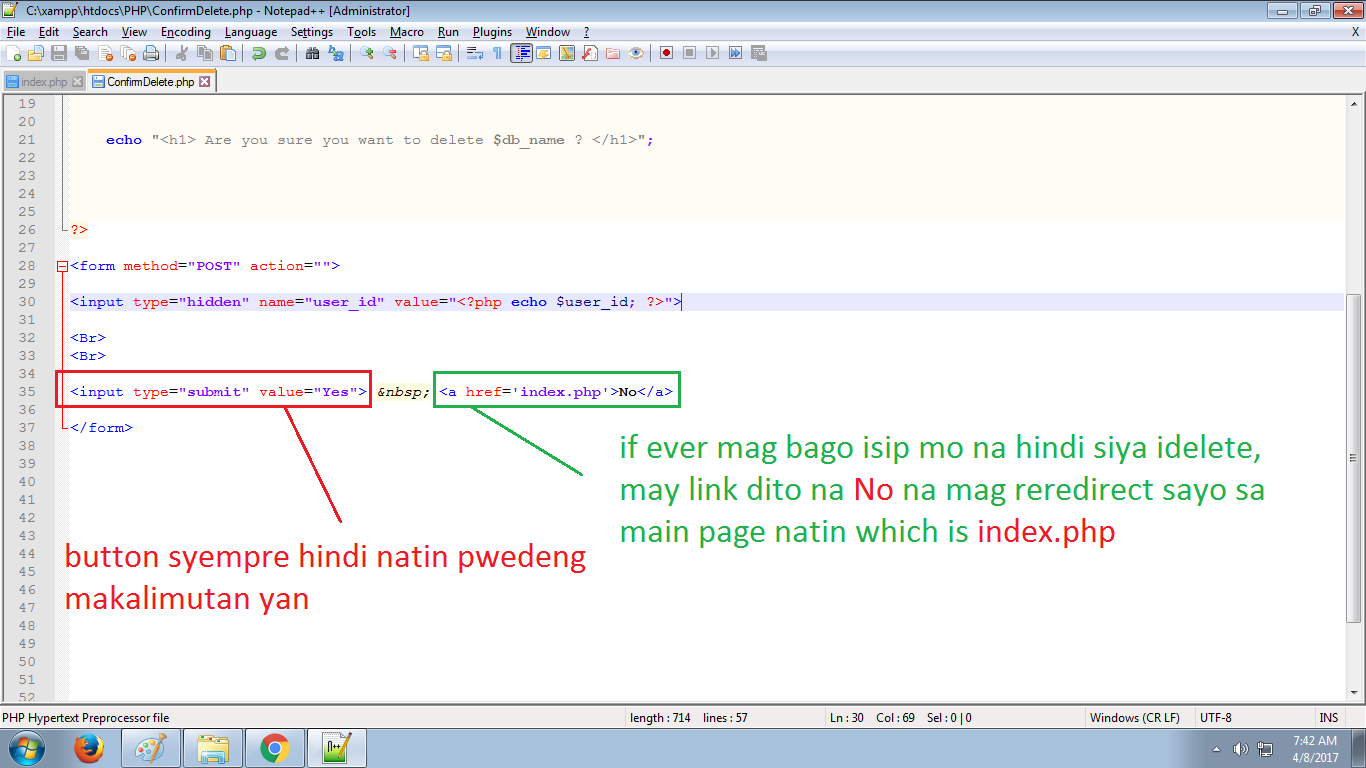 C:\xampp\htdocs\PHP\ConfirmDelete.php - Notepad++ [Administrator]
File Edit Search View Encoding Language Settings Tools Macro Run Plugins Window ? X
index.php ConfirmDelete.php
19
20
21 echo "<h1> Are you sure you want to delete $db_name ? </h1>";
22
23
24
25
26 ?>
27
28 <form method="POST" action="">
29
30 <input type="hidden" name="user_id" value="<?php echo $user_id; ?>">
31
32 <Br>
33 <Br>
34
35 <input type="submit" value="Yes"> &nbsp; <a href='index.php'>No</a>
36
37 </form>
38
39
40
41
42
43
44
45
46
47
48
49
50
51
52
if ever mag bago isip mo na hindi siya idelete,
may link dito na No na mag reredirect sayo sa
main page natin which is index.php
button syempre hindi natin pwedeng
makalimutan yan
PHP Hypertext Preprocessor file length : 714 lines : 57 Ln : 30 Col : 69 Sel : 0 | 0 Windows (CR LF) UTF-8 INS
7:42 AM
4/8/2017